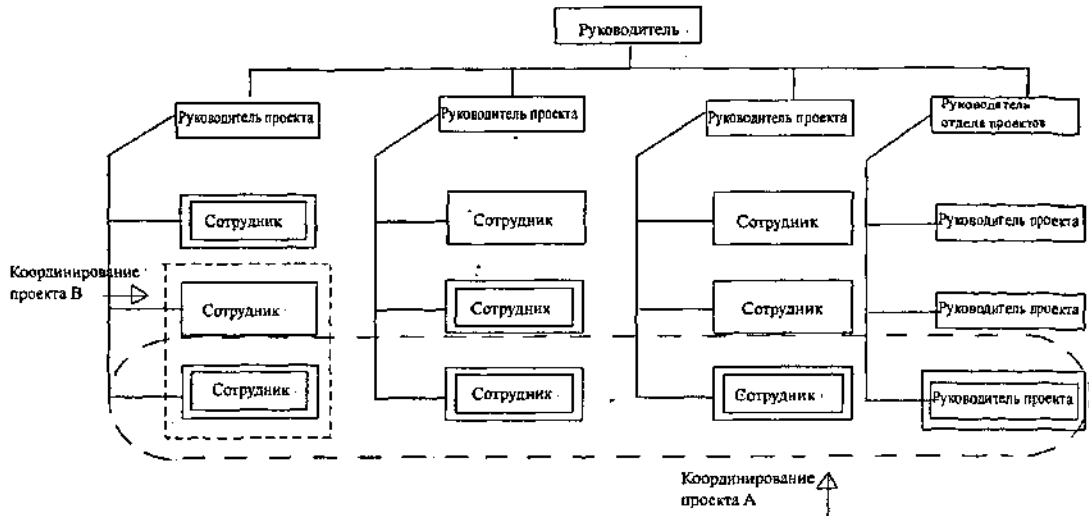 Руководитель
Руководитель проекта
Руководитель проекта
Руководитель проекта
Руководитель
отдела проектов
Сотрудник
Сотрудник
Сотрудник
Руководитель проекта
Координирование
проекта В
Сотрудник
Сотрудник
Сотрудник
Руководитель проекта
Сотрудник
Сотрудник
Сотрудник
Руководитель проекта
Координирование
проекта А